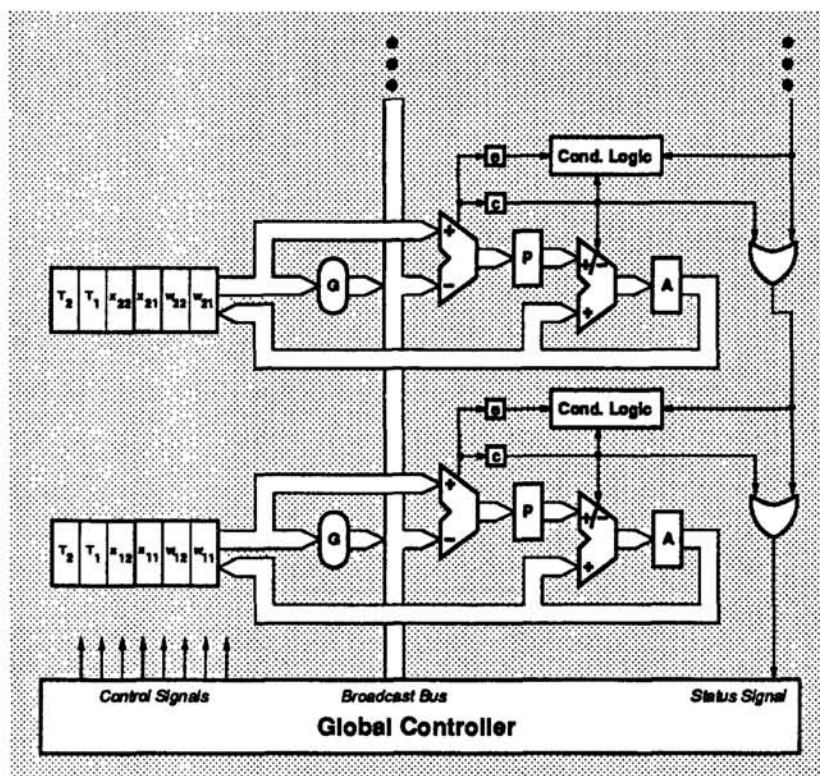 Cond. Logic
c
+
−
G
P
+/−
+
A
T₂ T₁ x₂₂ x₂₁ w₂₂ w₂₁
Cond. Logic
c
+
−
G
P
+/−
+
A
T₂ T₁ x₁₂ x₁₁ w₁₂ w₁₁
Control Signals Broadcast Bus Status Signal
Global Controller